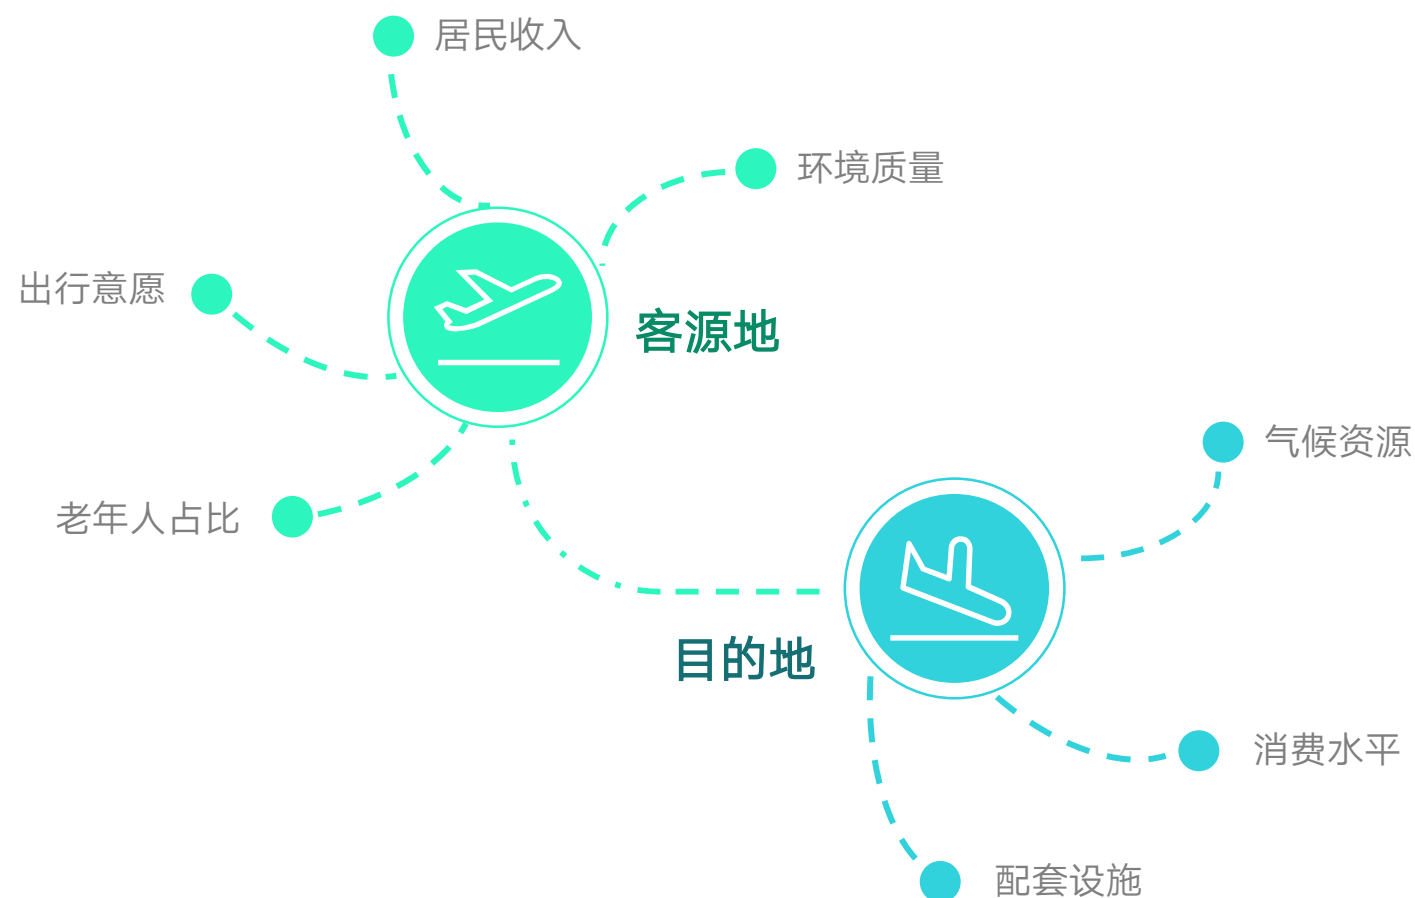 居民收入
环境质量
出行意愿
客源地
气候资源
老年人占比
目的地
消费水平
配套设施